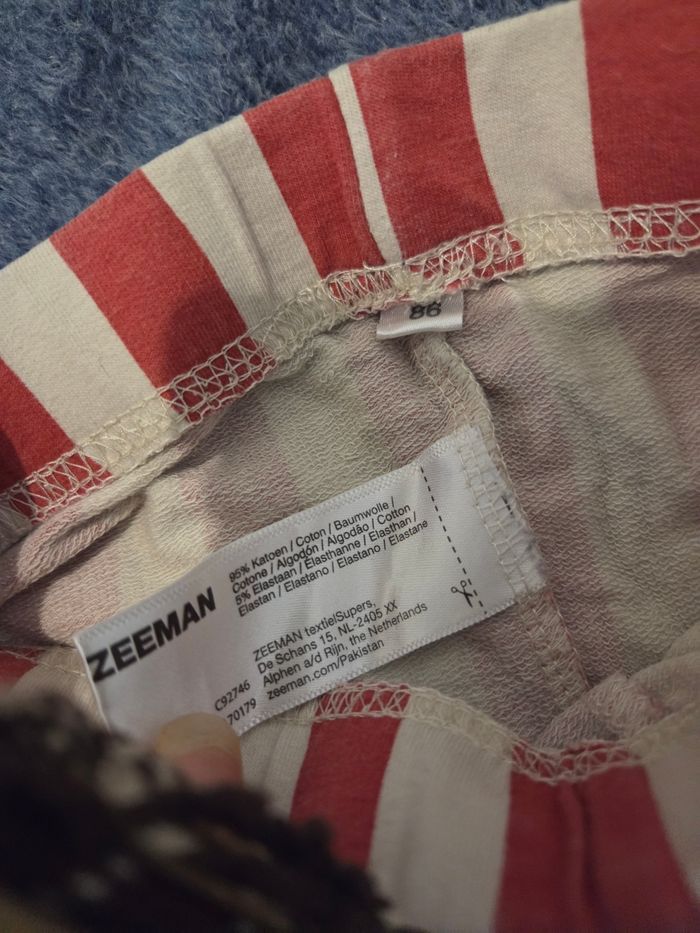 86
95% Katoen / Coton / Baumwolle /
Cotone / Algodón / Algodão / Cotton
5% Elastaan / Élasthanne / Elasthan /
Elastan / Elastano / Elastano / Elastane
ZEEMAN
ZEEMAN textielSupers,
De Schans 15, NL-2405 XX
Alphen a/d Rijn, the Netherlands
zeeman.com/Pakistan
C92746
70179